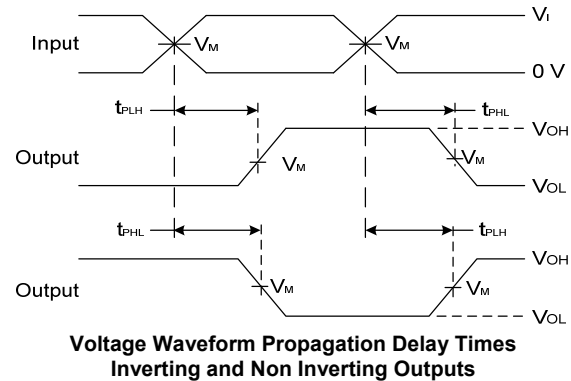 VI
Input
VM
VM
0 V
tPLH
tPHL
VOH
Output
VM
VM
VOL
tPHL
tPLH
VOH
Output
VM
VM
VOL
Voltage Waveform Propagation Delay Times
Inverting and Non Inverting Outputs